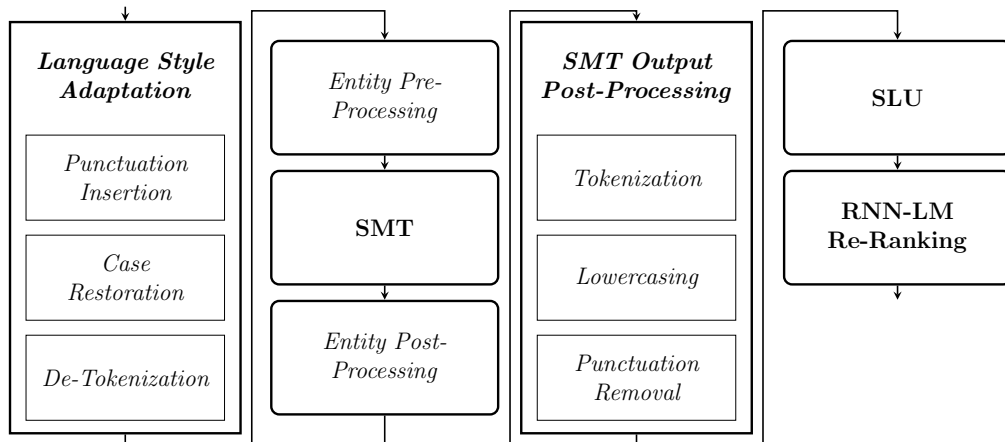 Language Style
Adaptation
Punctuation
Insertion
Case
Restoration
De-Tokenization
Entity Pre-
Processing
SMT
Entity Post-
Processing
SMT Output
Post-Processing
Tokenization
Lowercasing
Punctuation
Removal
SLU
RNN-LM
Re-Ranking